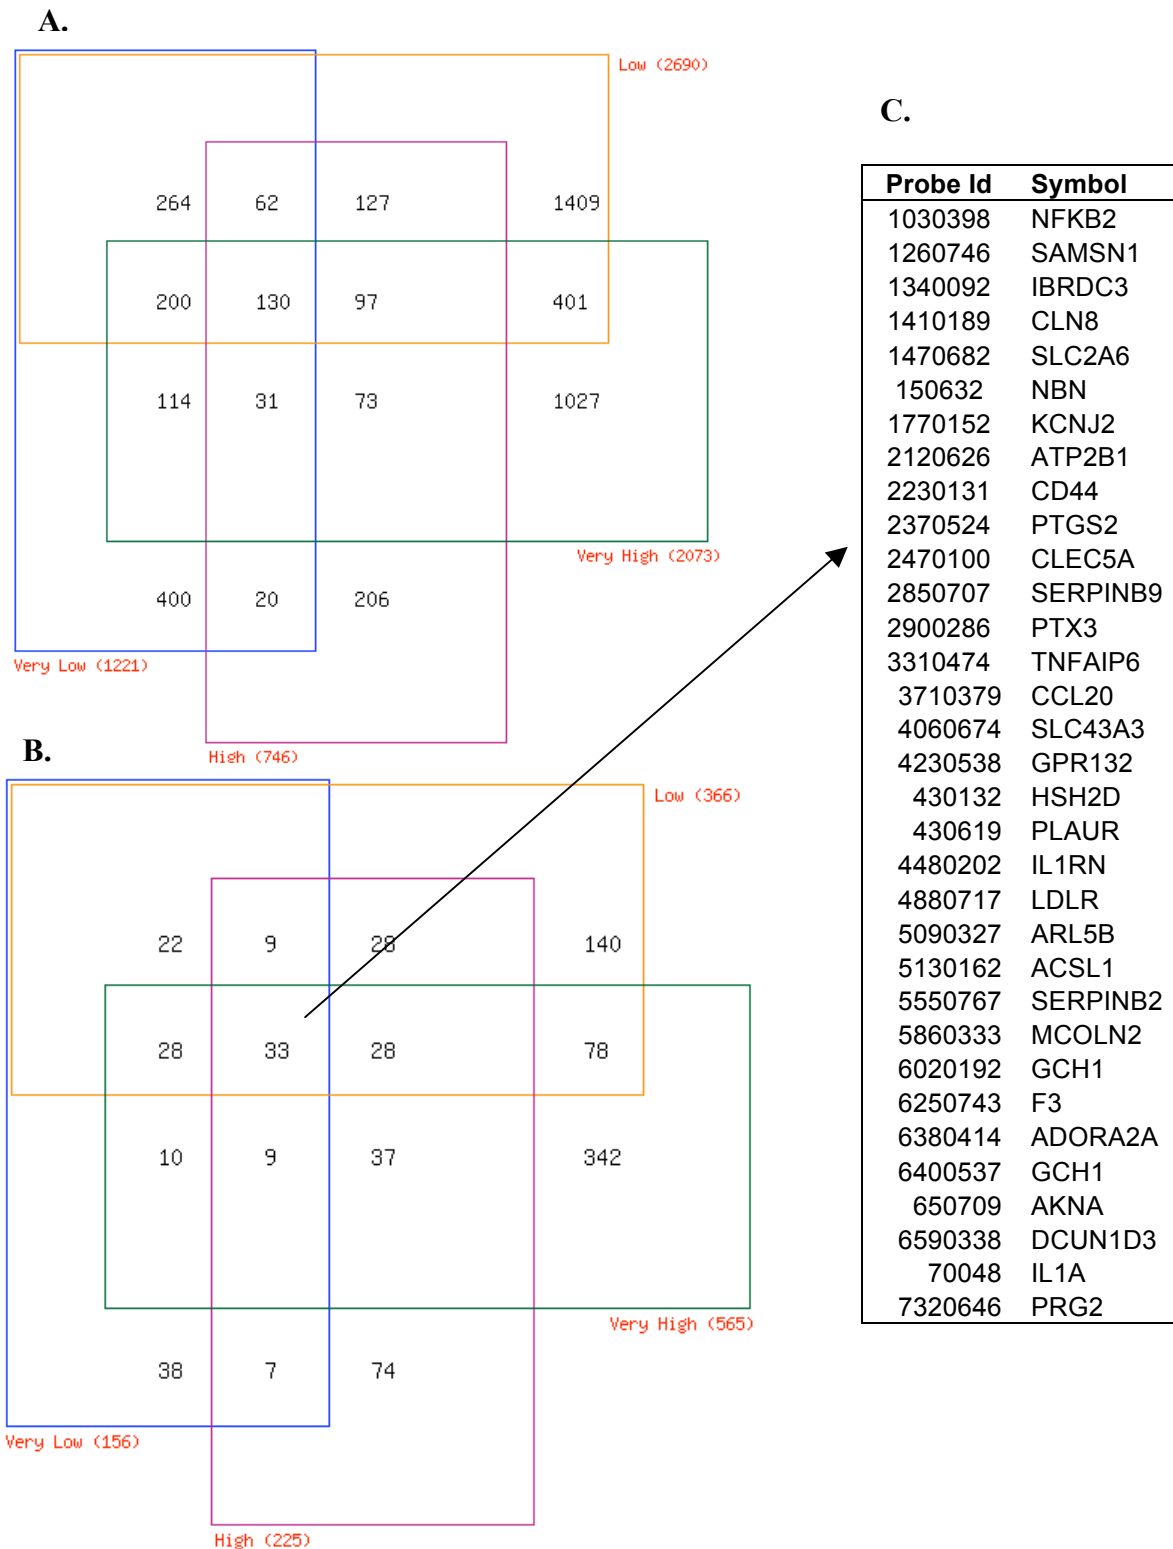 A.
Low (2690)
264 62 127 1409
200 130 97 401
114 31 73 1027
Very High (2073)
400 20 206
Very Low (1221)
High (746)
B.
Low (366)
22 9 28 140
28 33 28 78
10 9 37 342
Very High (565)
38 7 74
Very Low (156)
High (225)
C.
Probe Id Symbol
1030398 NFKB2
1260746 SAMSN1
1340092 IBRDC3
1410189 CLN8
1470682 SLC2A6
150632 NBN
1770152 KCNJ2
2120626 ATP2B1
2230131 CD44
2370524 PTGS2
2470100 CLEC5A
2850707 SERPINB9
2900286 PTX3
3310474 TNFAIP6
3710379 CCL20
4060674 SLC43A3
4230538 GPR132
430132 HSH2D
430619 PLAUR
4480202 IL1RN
4880717 LDLR
5090327 ARL5B
5130162 ACSL1
5550767 SERPINB2
5860333 MCOLN2
6020192 GCH1
6250743 F3
6380414 ADORA2A
6400537 GCH1
650709 AKNA
6590338 DCUN1D3
70048 IL1A
7320646 PRG2